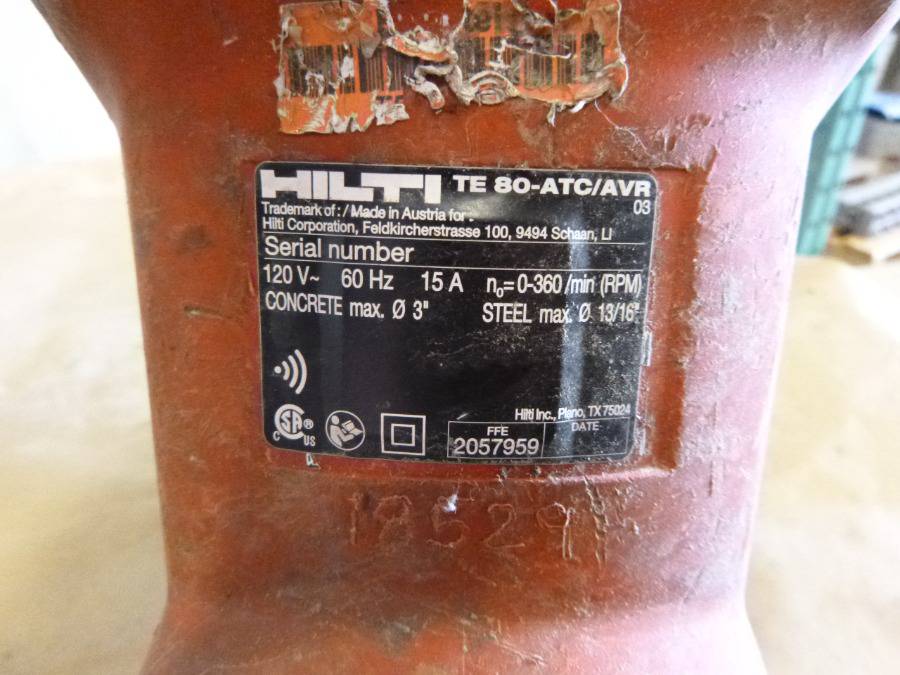 HILTI TE 80-ATC/AVR
03
Trademark of:/ Made in Austria for:
Hilti Corporation, Feldkircherstrasse 100, 9494 Schaan, LI
Serial number
120 V~ 60 Hz 15 A n₀=0-360 /min (RPM)
CONCRETE max. Ø 3" STEEL max. Ø 13/16"
Hilti Inc., Plano, TX 75024
CSA ® C US
FFE DATE
2057959